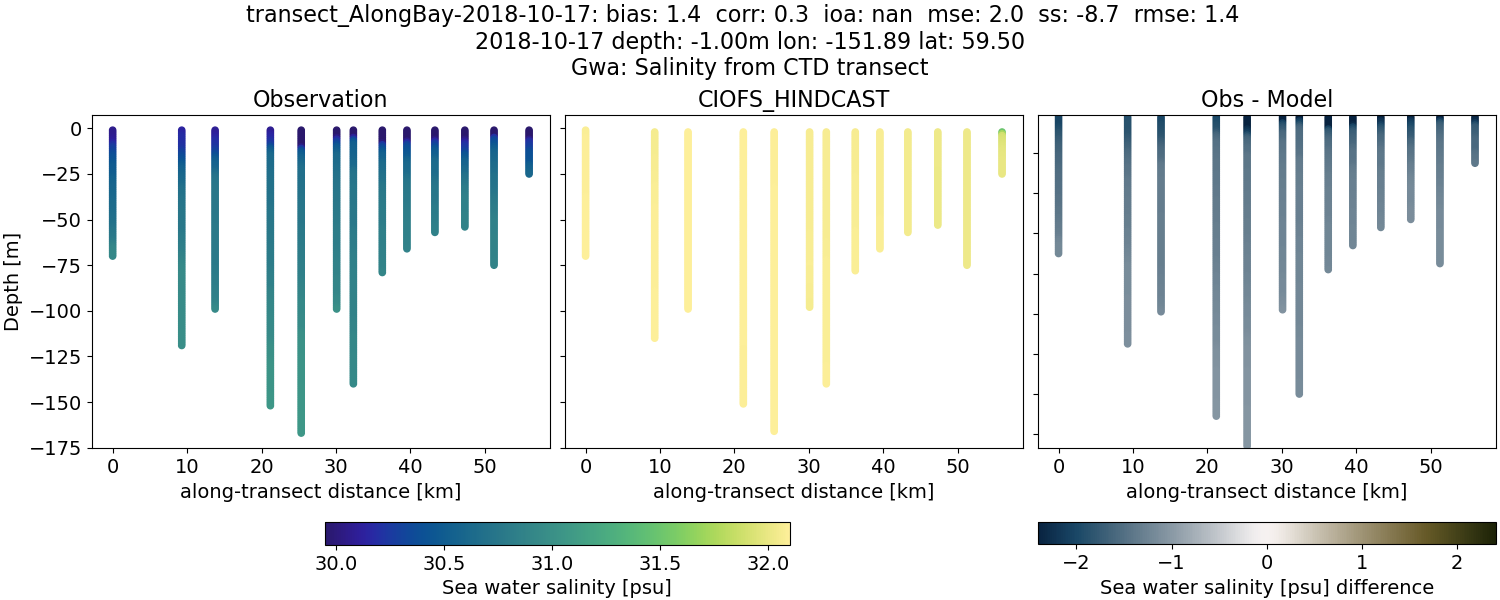 transect_AlongBay-2018-10-17: bias: 1.4  corr: 0.3  ioa: nan  mse: 2.0  ss: -8.7  rmse: 1.4
2018-10-17 depth: -1.00m lon: -151.89 lat: 59.50
Gwa: Salinity from CTD transect
Observation
CIOFS_HINDCAST
Obs - Model
Depth [m]
0
−25
−50
−75
−100
−125
−150
−175
0 10 20 30 40 50
0 10 20 30 40 50
0 10 20 30 40 50
along-transect distance [km]
along-transect distance [km]
along-transect distance [km]
30.0 30.5 31.0 31.5 32.0
Sea water salinity [psu]
−2 −1 0 1 2
Sea water salinity [psu] difference